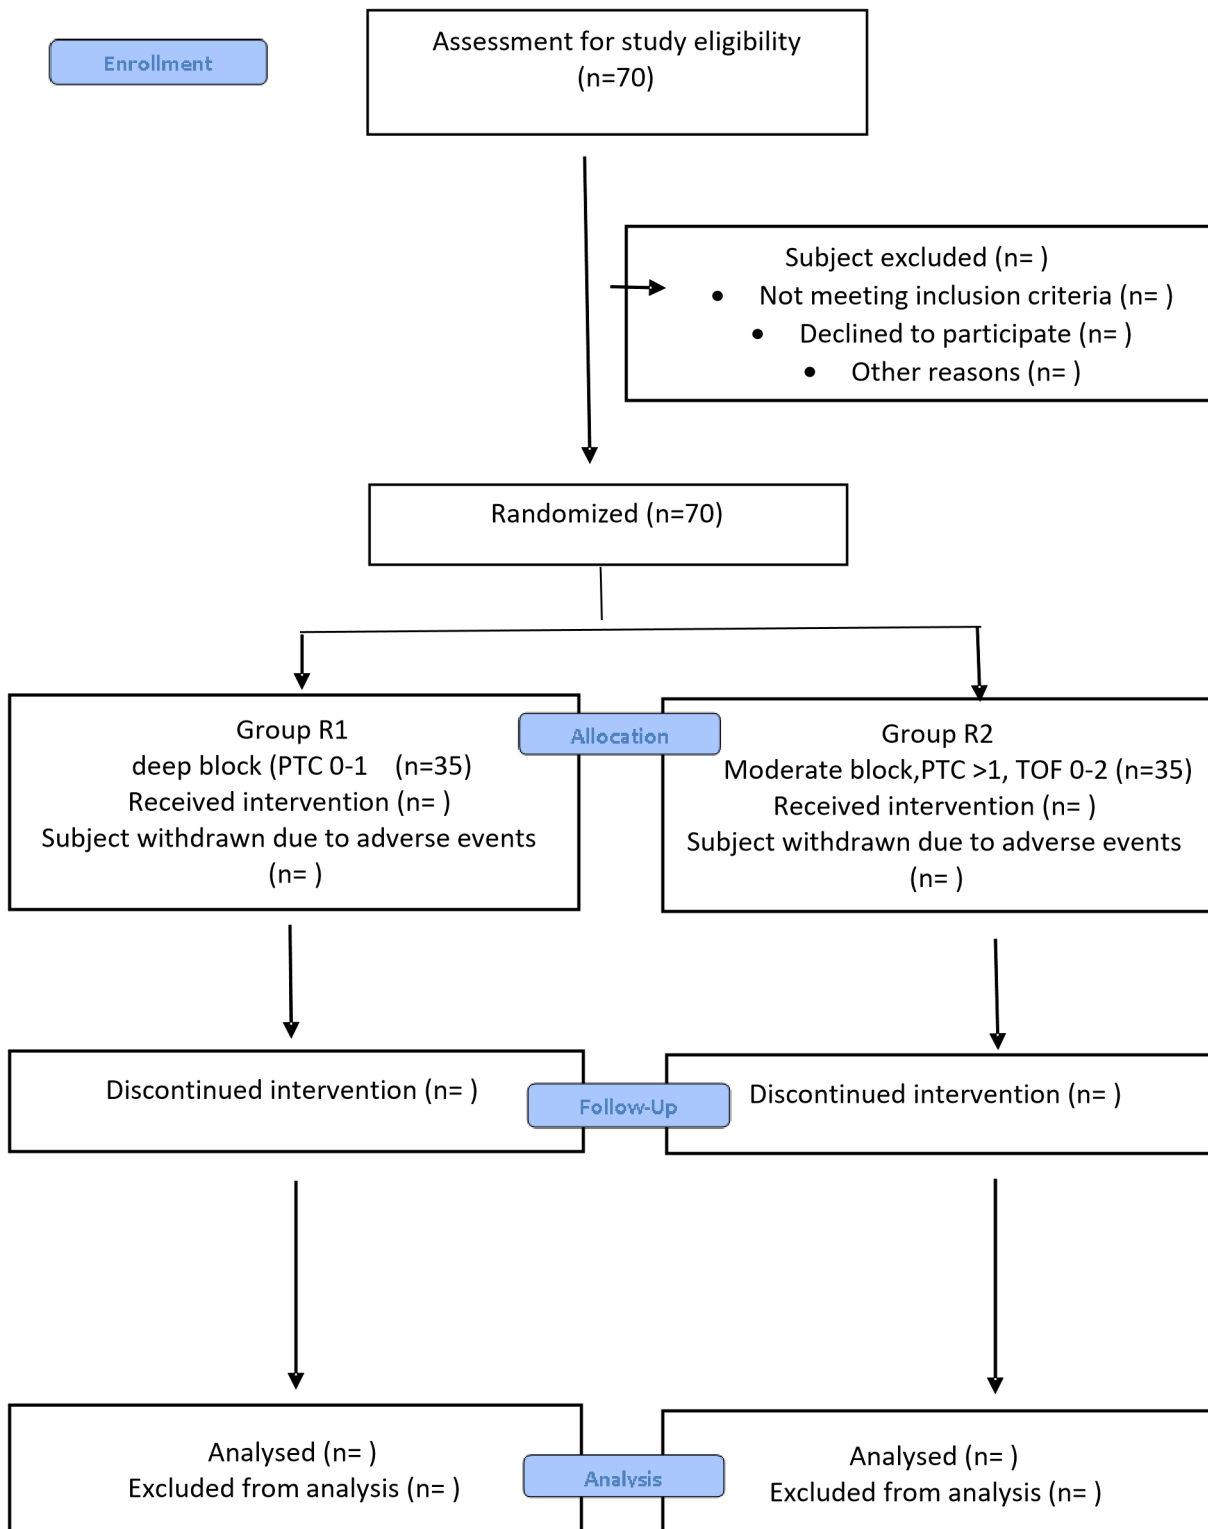 Enrollment
Assessment for study eligibility
(n=70)
Subject excluded (n= )
• Not meeting inclusion criteria (n= )
• Declined to participate (n= )
• Other reasons (n= )
Randomized (n=70)
Group R1
deep block (PTC 0-1 (n=35)
Received intervention (n= )
Subject withdrawn due to adverse events
(n= )
Allocation
Group R2
Moderate block,PTC >1, TOF 0-2 (n=35)
Received intervention (n= )
Subject withdrawn due to adverse events
(n= )
Discontinued intervention (n= )
Follow-Up
Discontinued intervention (n= )
Analysed (n= )
Excluded from analysis (n= )
Analysis
Analysed (n= )
Excluded from analysis (n= )